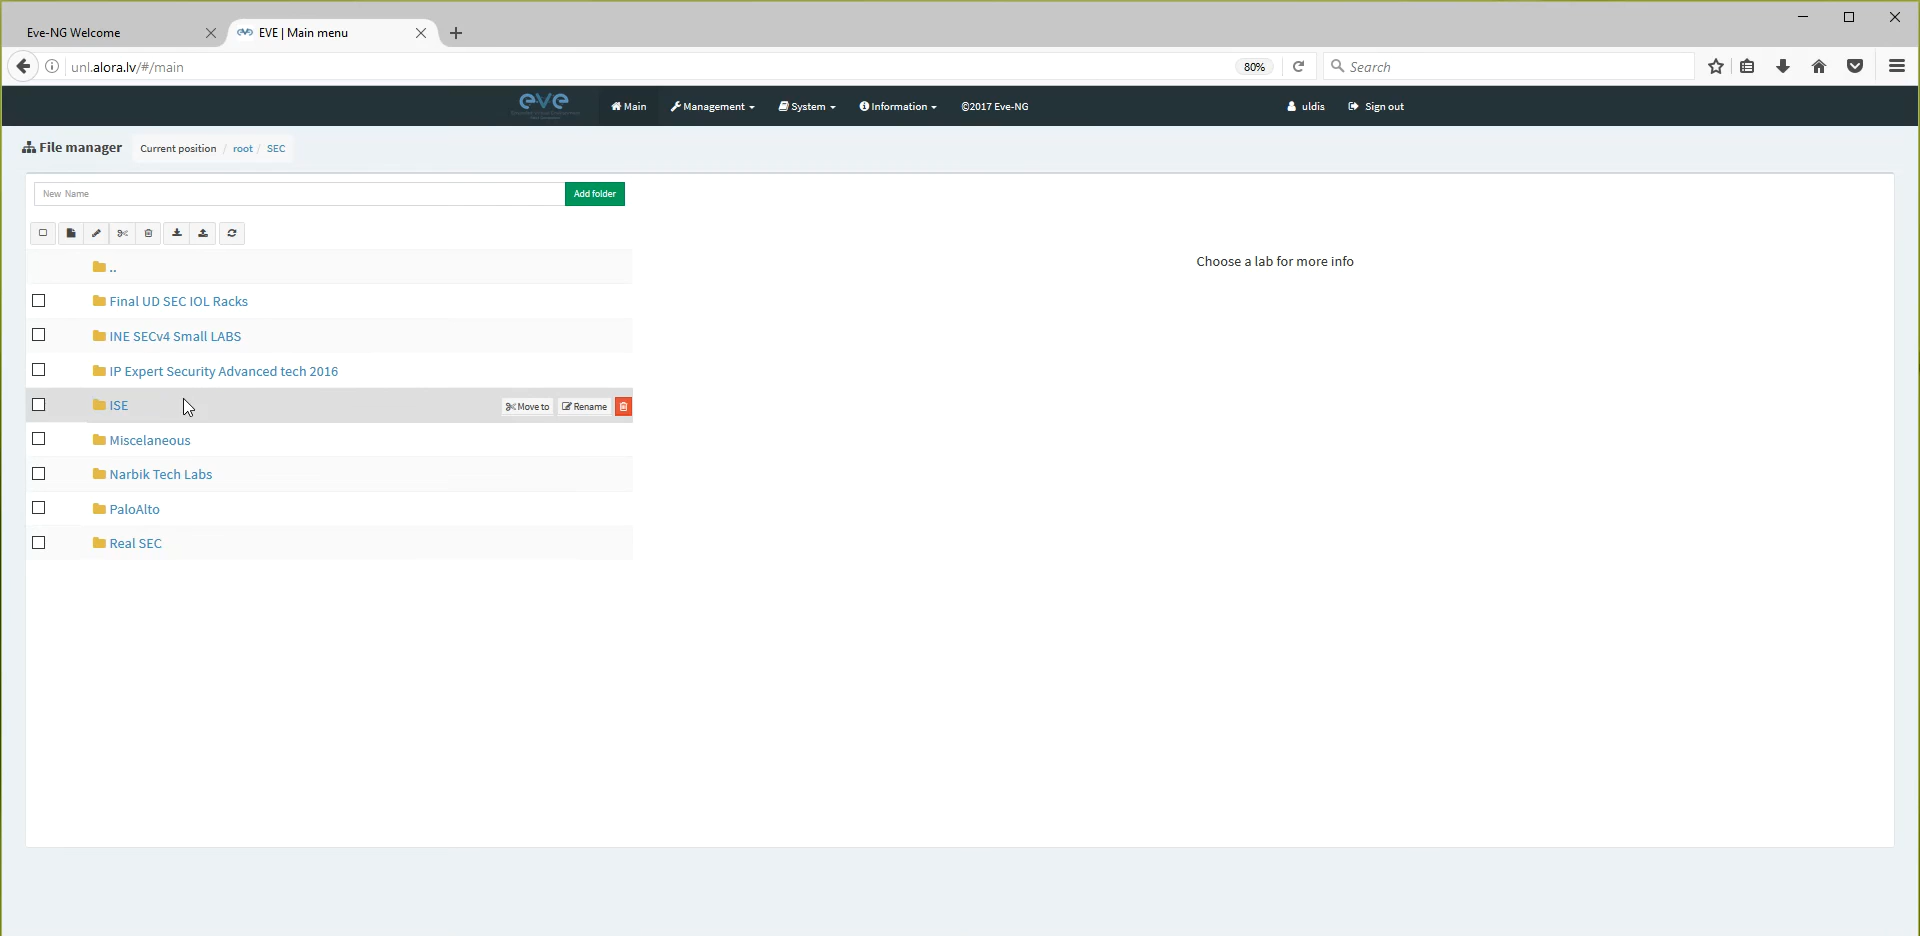 Eve-NG Welcome
EVE | Main menu
unl.alora.lv/#/main
80%
Search
eve
Main
Management
System
Information
©2017 Eve-NG
uldis
Sign out
File manager
Current position / root / SEC
New Name
Add folder
Choose a lab for more info
..
Final UD SEC IOL Racks
INE SECv4 Small LABS
IP Expert Security Advanced tech 2016
ISE
Move to
Rename
Miscelaneous
Narbik Tech Labs
PaloAlto
Real SEC